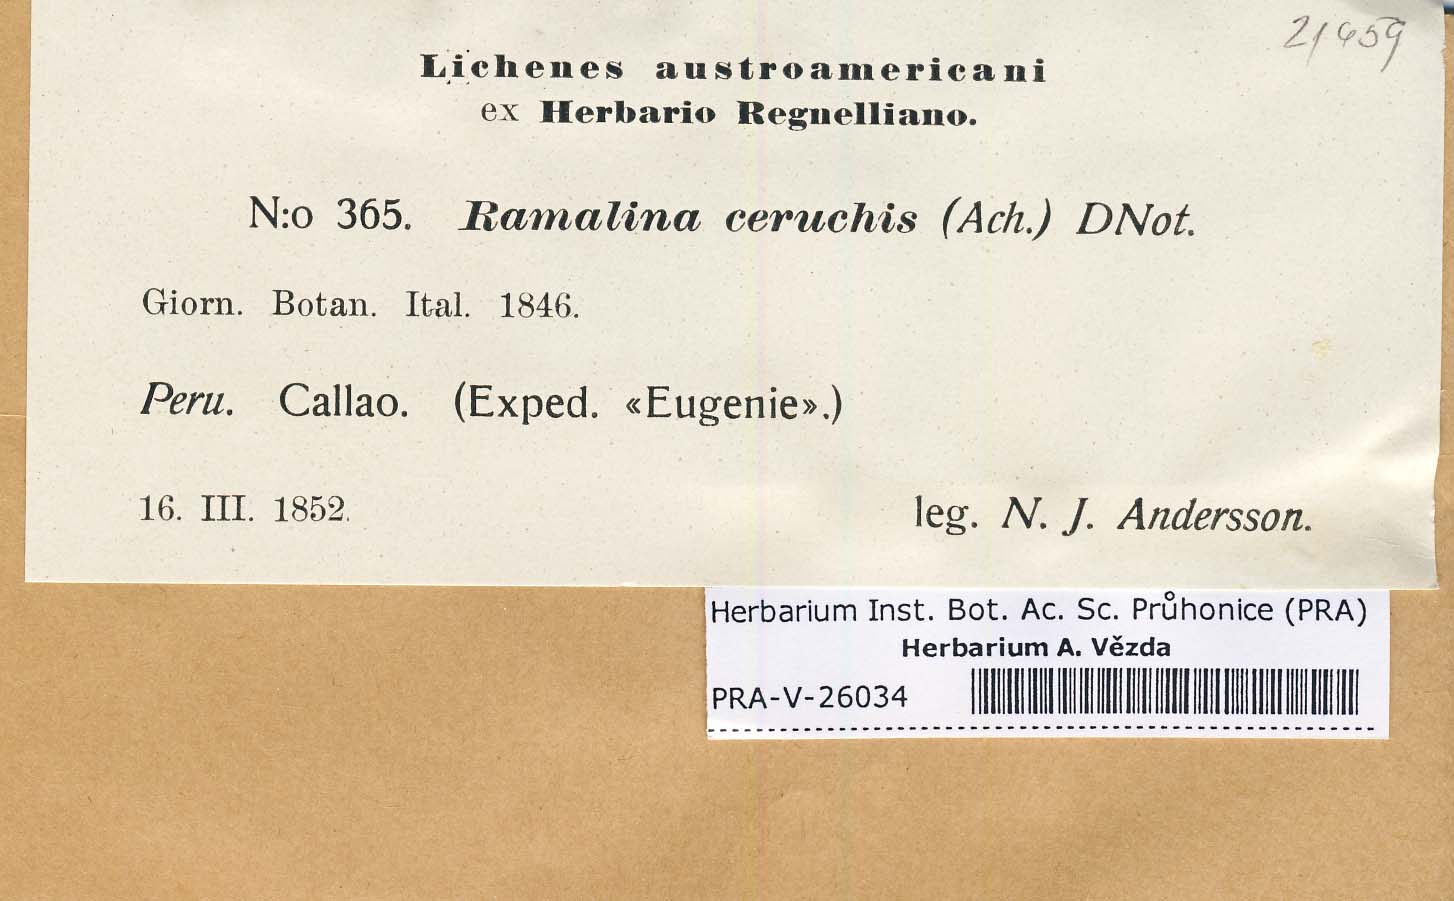 21459
Lichenes austroamericani
ex Herbario Regnelliano.
N:o 365. Ramalina ceruchis (Ach.) DNot.
Giorn. Botan. Ital. 1846.
Peru. Callao. (Exped. «Eugenie».)
16. III. 1852.
leg. N. J. Andersson.
Herbarium Inst. Bot. Ac. Sc. Průhonice (PRA)
Herbarium A. Vězda
PRA-V-26034